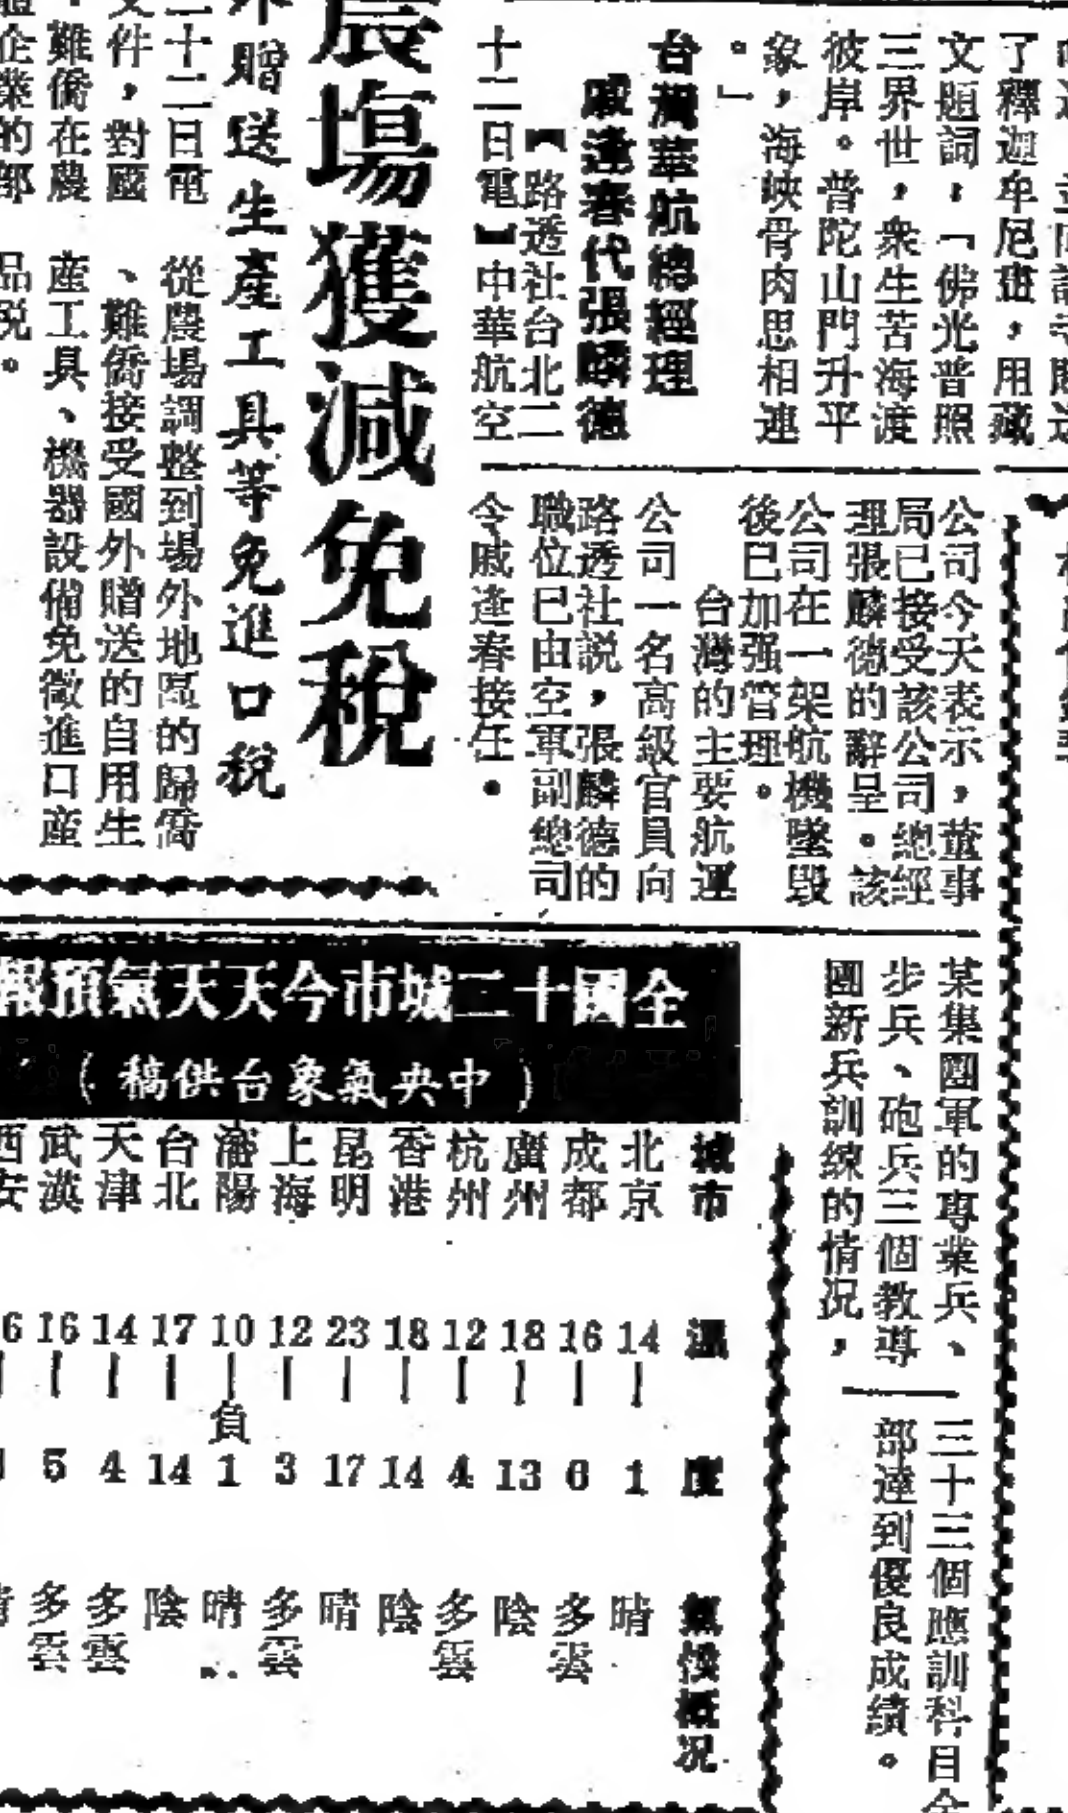 了釋迦牟尼畫，用藏
文題詞，「佛光普照
三界世，衆生苦海渡
彼岸。普陀山門升平
象，海峽骨肉思相連
。」
台灣華航總經理
戚逢春代張麟德
【路透社台北二
十二日電】中華航空
公司今天表示，董事
局已接受該公司總經
理張麟德的辭呈。該
公司在一架航機墜毀
後已加强管理。
台灣的主要航運
公司一名高級官員向
路透社説，張麟德的
職位已由空軍副總司
令戚逢春接任。
農塲獲減免稅
外贈送生產工具等免進口稅
二十二日電
文件，對國
難僑在農
企業的部
從農場調整到場外地區的歸僑
、難僑接受國外贈送的自用生
産工具、機器設備免徵進口産
品税。
某集團軍的專業兵、
步兵、砲兵三個教導
團新兵訓練的情況，
三十三個應訓科目全
部達到優良成績。
全國十二城市今天天氣預報
（中央氣象台供稿）
城市 溫度 氣候概況
北京 14—1 晴
成都 16—6 多雲
廣州 18—13 陰
杭州 12—4 多雲
香港 18—14 陰
昆明 23—17 晴
上海 12—3 多雲
瀋陽 10—負1 晴
台北 17—14 陰
天津 14—4 多雲
武漢 16—5 多雲
西安